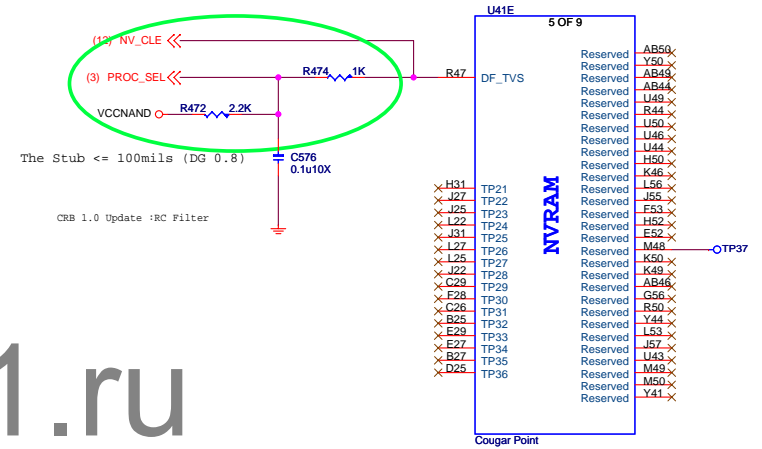 U41E
5 OF 9
(12) NV_CLE
(3) PROC_SEL
R474 1K
R47
DF_TVS
VCCNAND
R472 2.2K
The Stub <= 100mils (DG 0.8)
C576
0.1u10X
CRB 1.0 Update :RC Filter
NVRAM
H31 TP21
J27 TP22
J25 TP23
L22 TP24
J31 TP25
L27 TP26
L25 TP27
J22 TP28
C29 TP29
F28 TP30
C26 TP31
B25 TP32
E29 TP33
E27 TP34
B27 TP35
D25 TP36
Reserved AB50
Reserved Y50
Reserved AB49
Reserved AB44
Reserved U49
Reserved R44
Reserved U50
Reserved U46
Reserved U44
Reserved H50
Reserved K46
Reserved L56
Reserved J55
Reserved F53
Reserved H52
Reserved E52
Reserved M48
TP37
Reserved K50
Reserved K49
Reserved AB46
Reserved G56
Reserved R50
Reserved Y44
Reserved L53
Reserved J57
Reserved U43
Reserved M49
Reserved M50
Reserved Y41
1.ru
Cougar Point